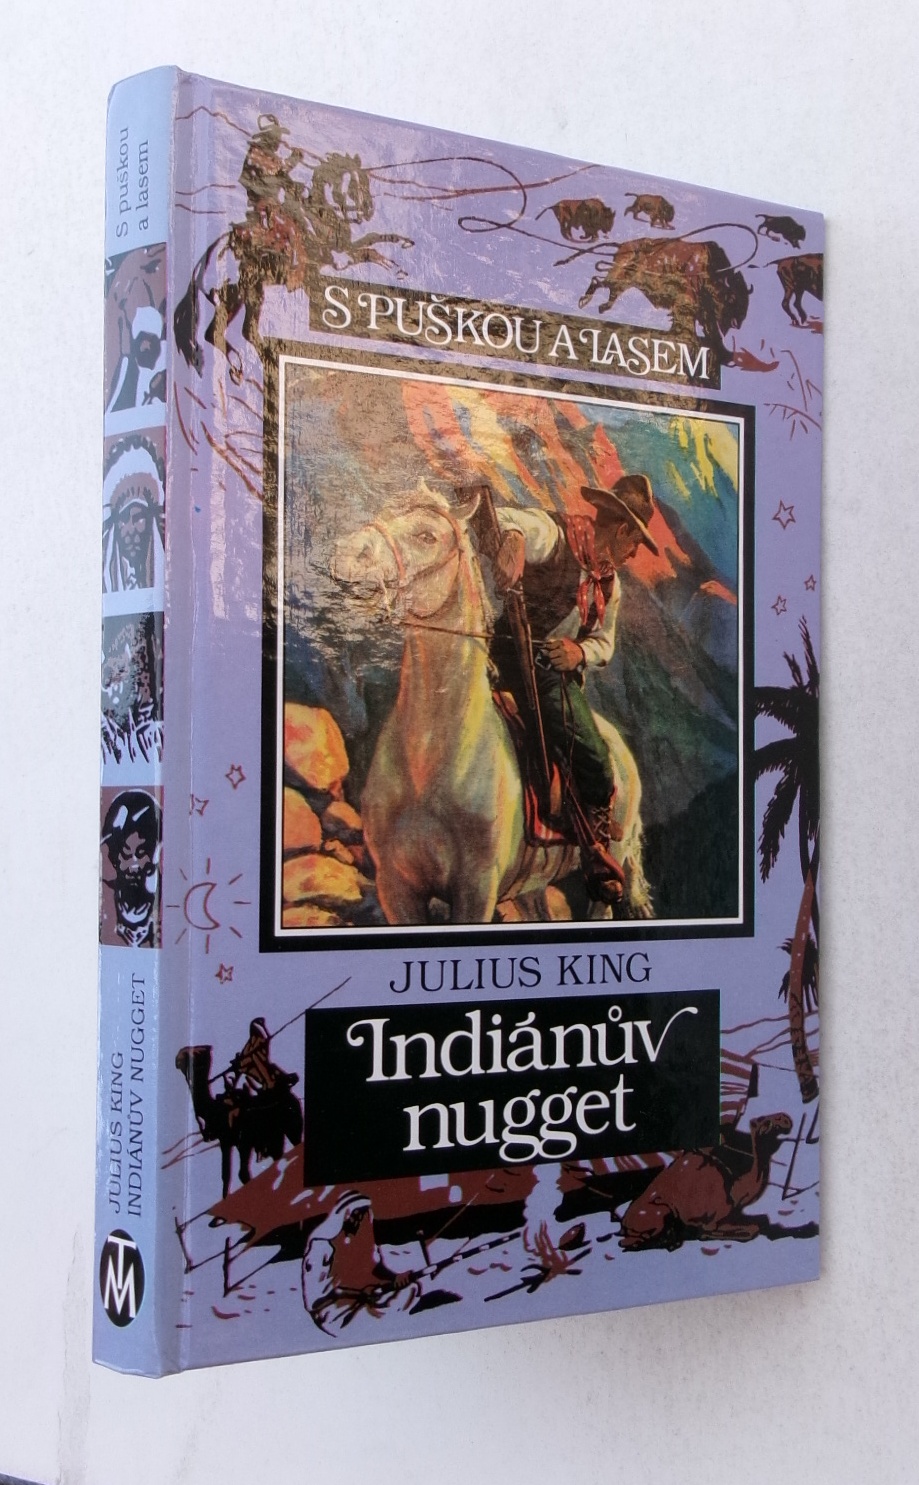 S puškou
a lasem
JULIUS KING
INDIÁNŮV NUGGET
TM
S PUŠKOU A LASEM
JULIUS KING
Indiánův
nugget